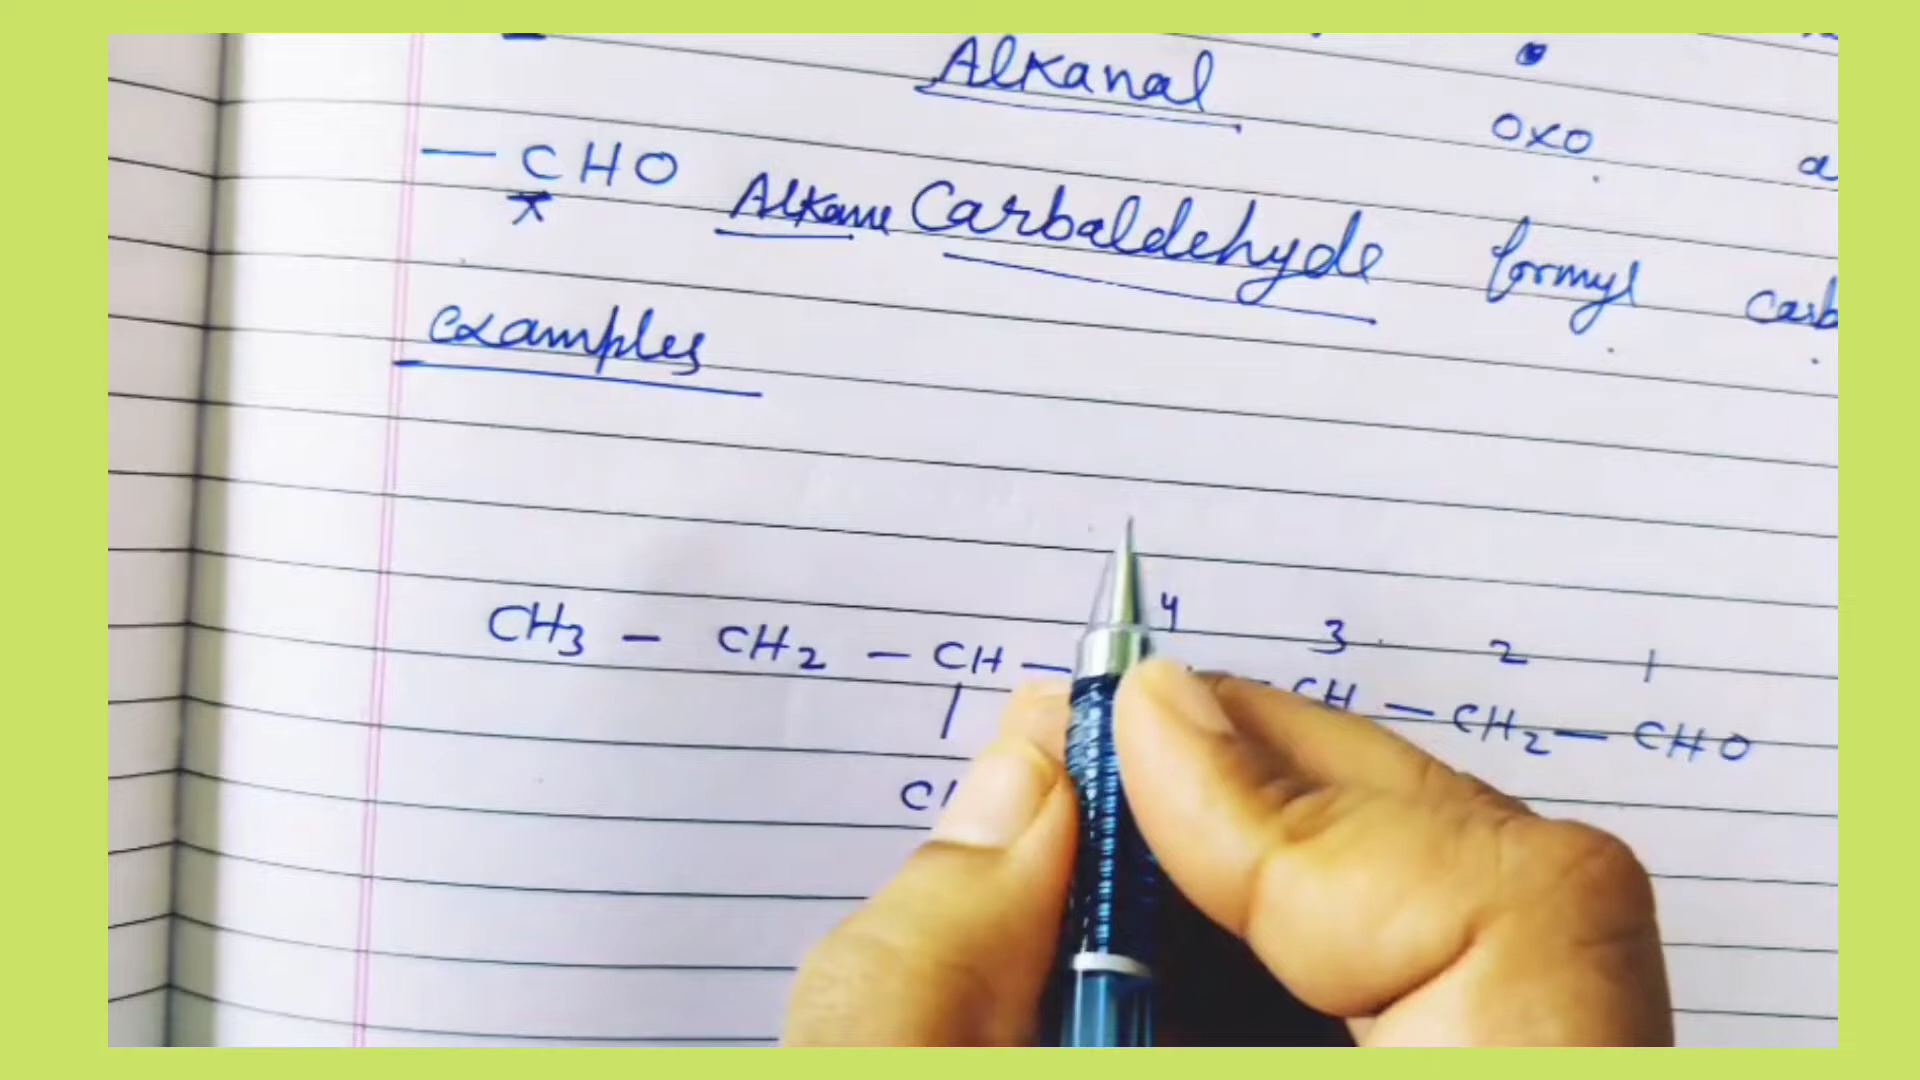 Alkanal
oxo
— CHO Alkane Carbaldehyde formyl
examples
4 3 2 1
CH3 — CH2 — CH — CH — CH2 — CHO